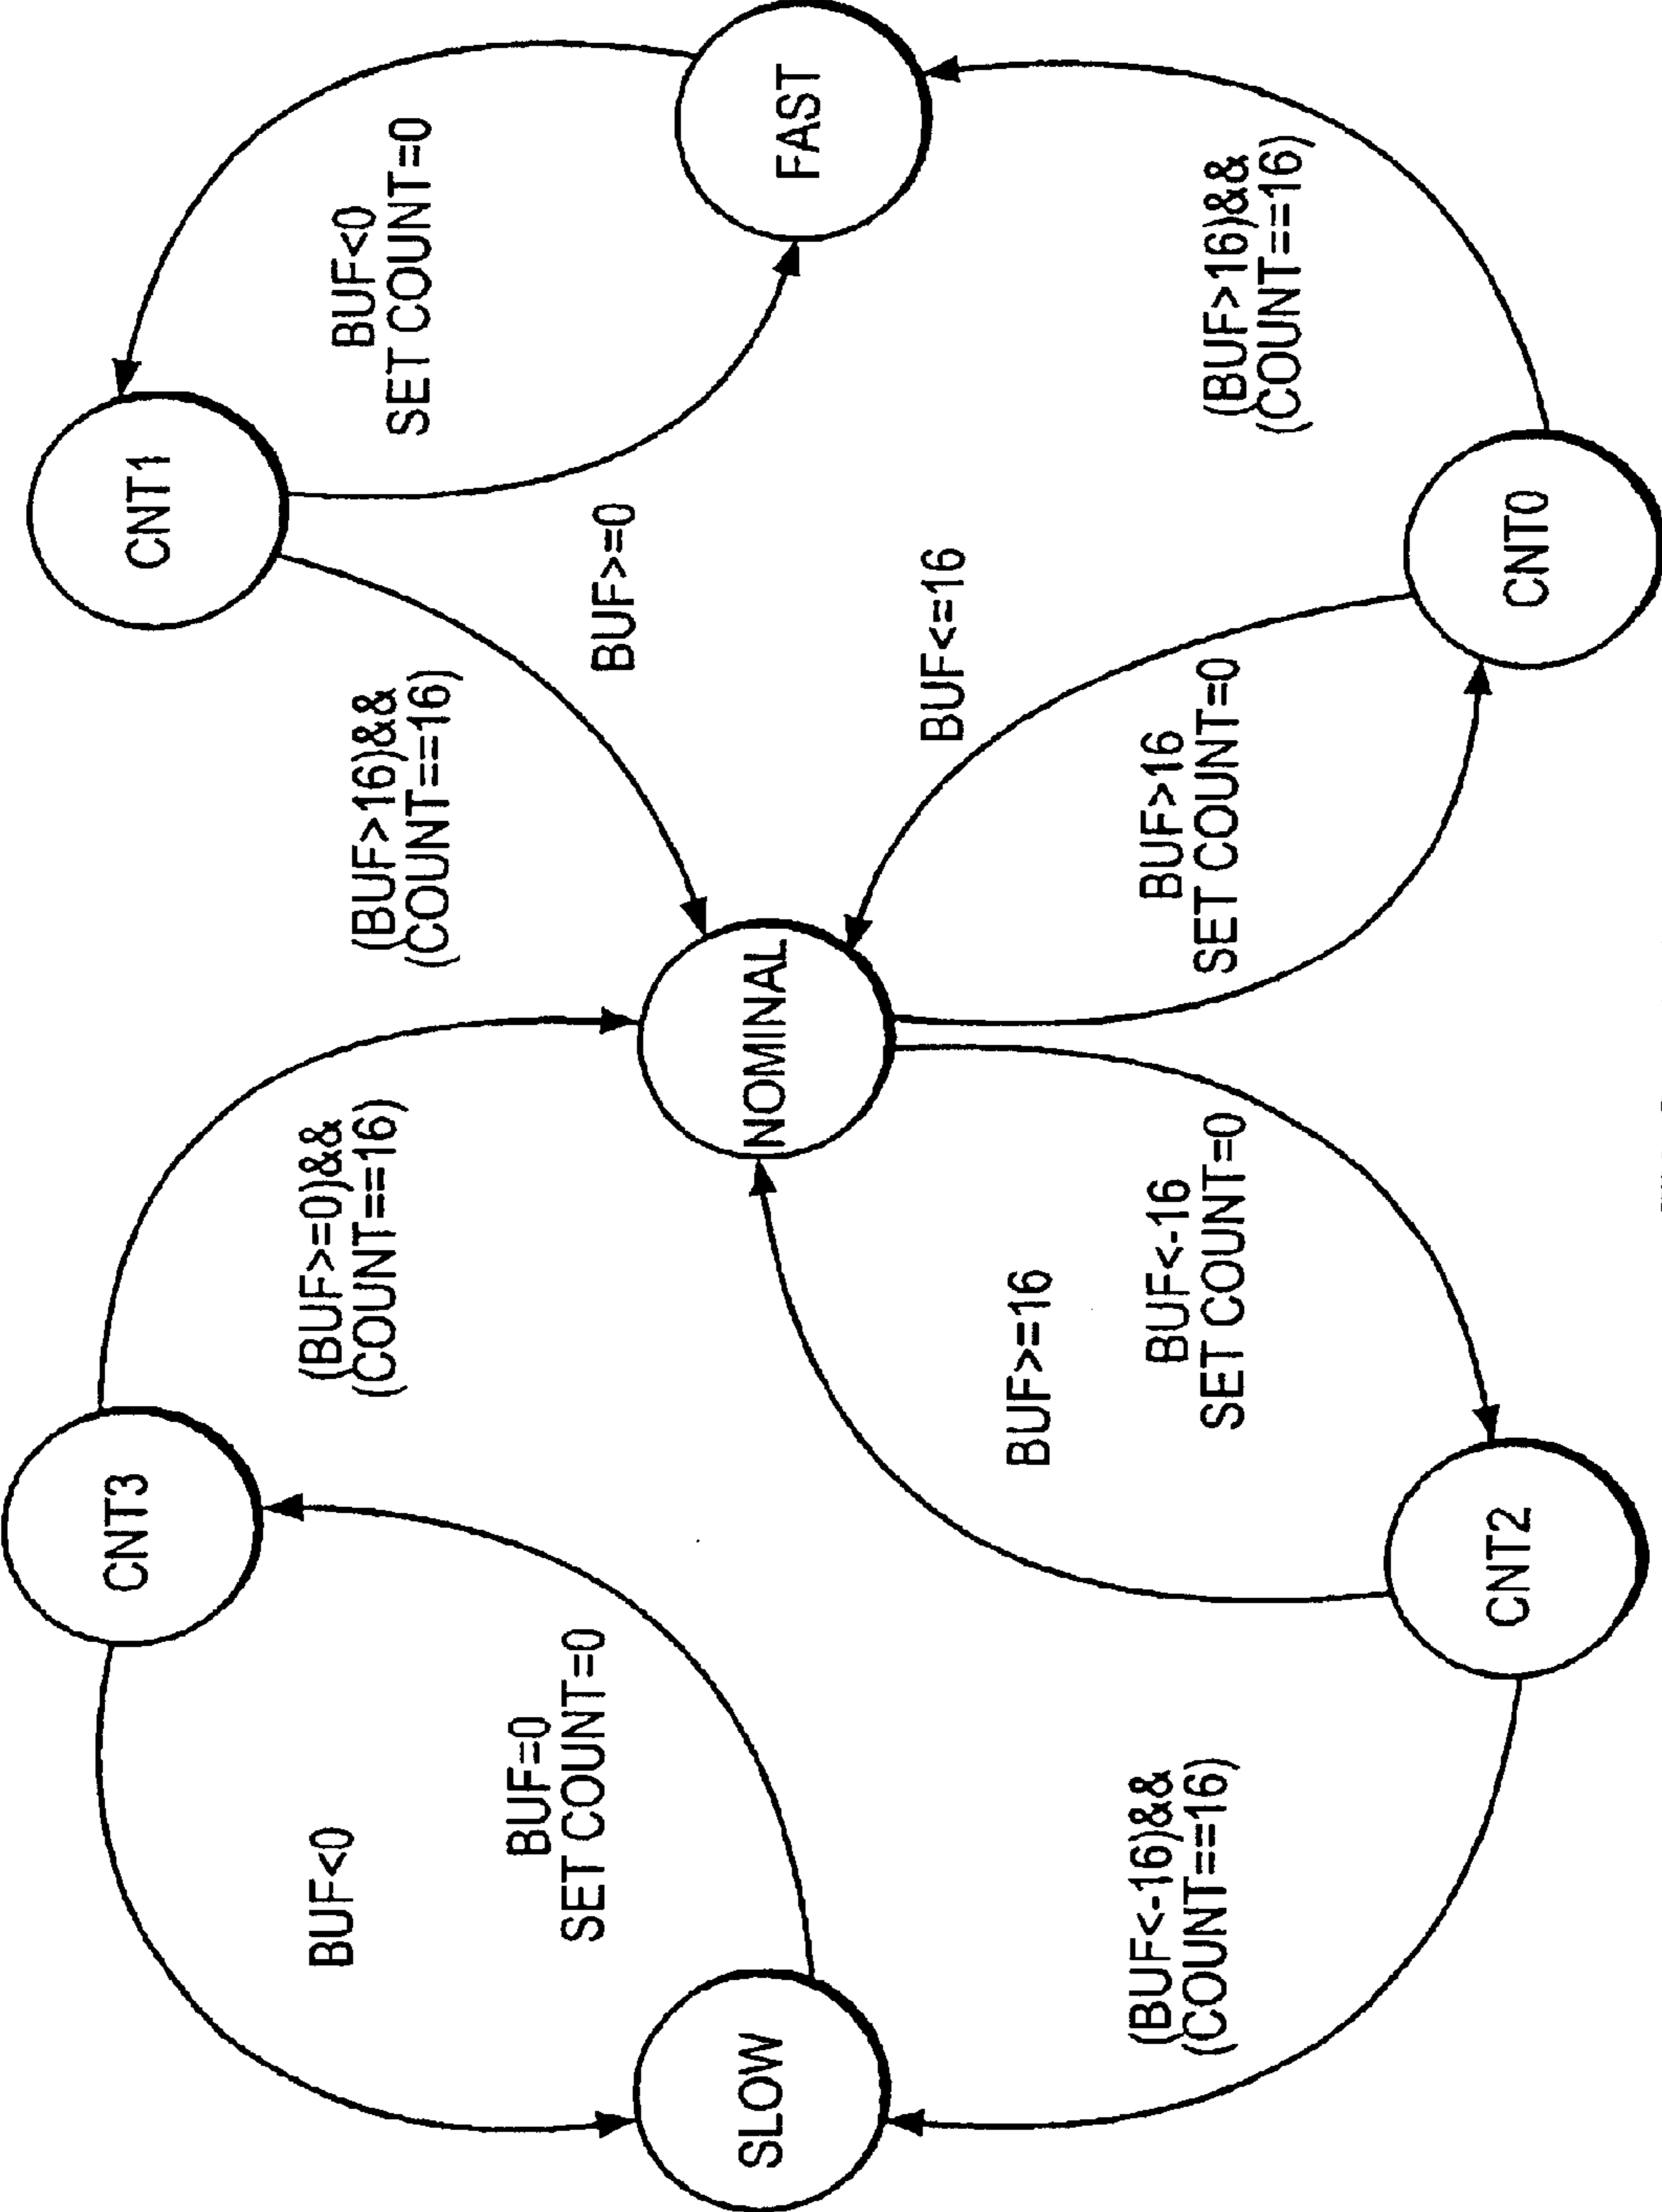 CNT3
CNT1
BUF<0
(BUF>=0)&&
(COUNT==16)
(BUF>16)&&
(COUNT==16)
BUF<0
SET COUNT=0
BUF=0
SET COUNT=0
BUF>=0
SLOW
NOMINAL
FAST
BUF>=16
BUF<=16
(BUF<-16)&&
(COUNT==16)
BUF<-16
SET COUNT=0
BUF>16
SET COUNT=0
(BUF>16)&&
(COUNT==16)
CNT2
CNT0